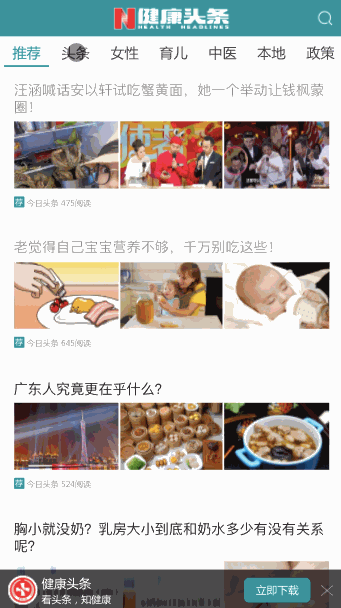 健康头条
HEALTH HEADLINES
推荐 头条 女性 育儿 中医 本地 政策
汪涵喊话安以轩试吃蟹黄面，她一个举动让钱枫蒙
圈！
荐 今日头条 475阅读
老觉得自己宝宝营养不够，千万别吃这些！
荐 今日头条 645阅读
广东人究竟更在乎什么？
荐 今日头条 524阅读
胸小就没奶？乳房大小到底和奶水多少有没有关系
呢？
健康头条
看头条，知健康
立即下载